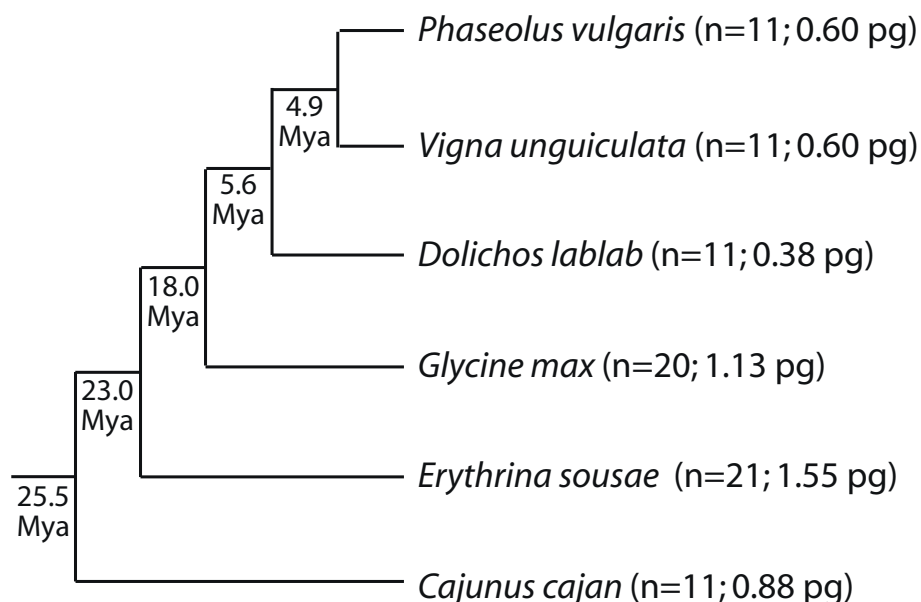 Phaseolus vulgaris (n=11; 0.60 pg)
4.9
Mya
Vigna unguiculata (n=11; 0.60 pg)
5.6
Mya
Dolichos lablab (n=11; 0.38 pg)
18.0
Mya
Glycine max (n=20; 1.13 pg)
23.0
Mya
Erythrina sousae (n=21; 1.55 pg)
25.5
Mya
Cajunus cajan (n=11; 0.88 pg)